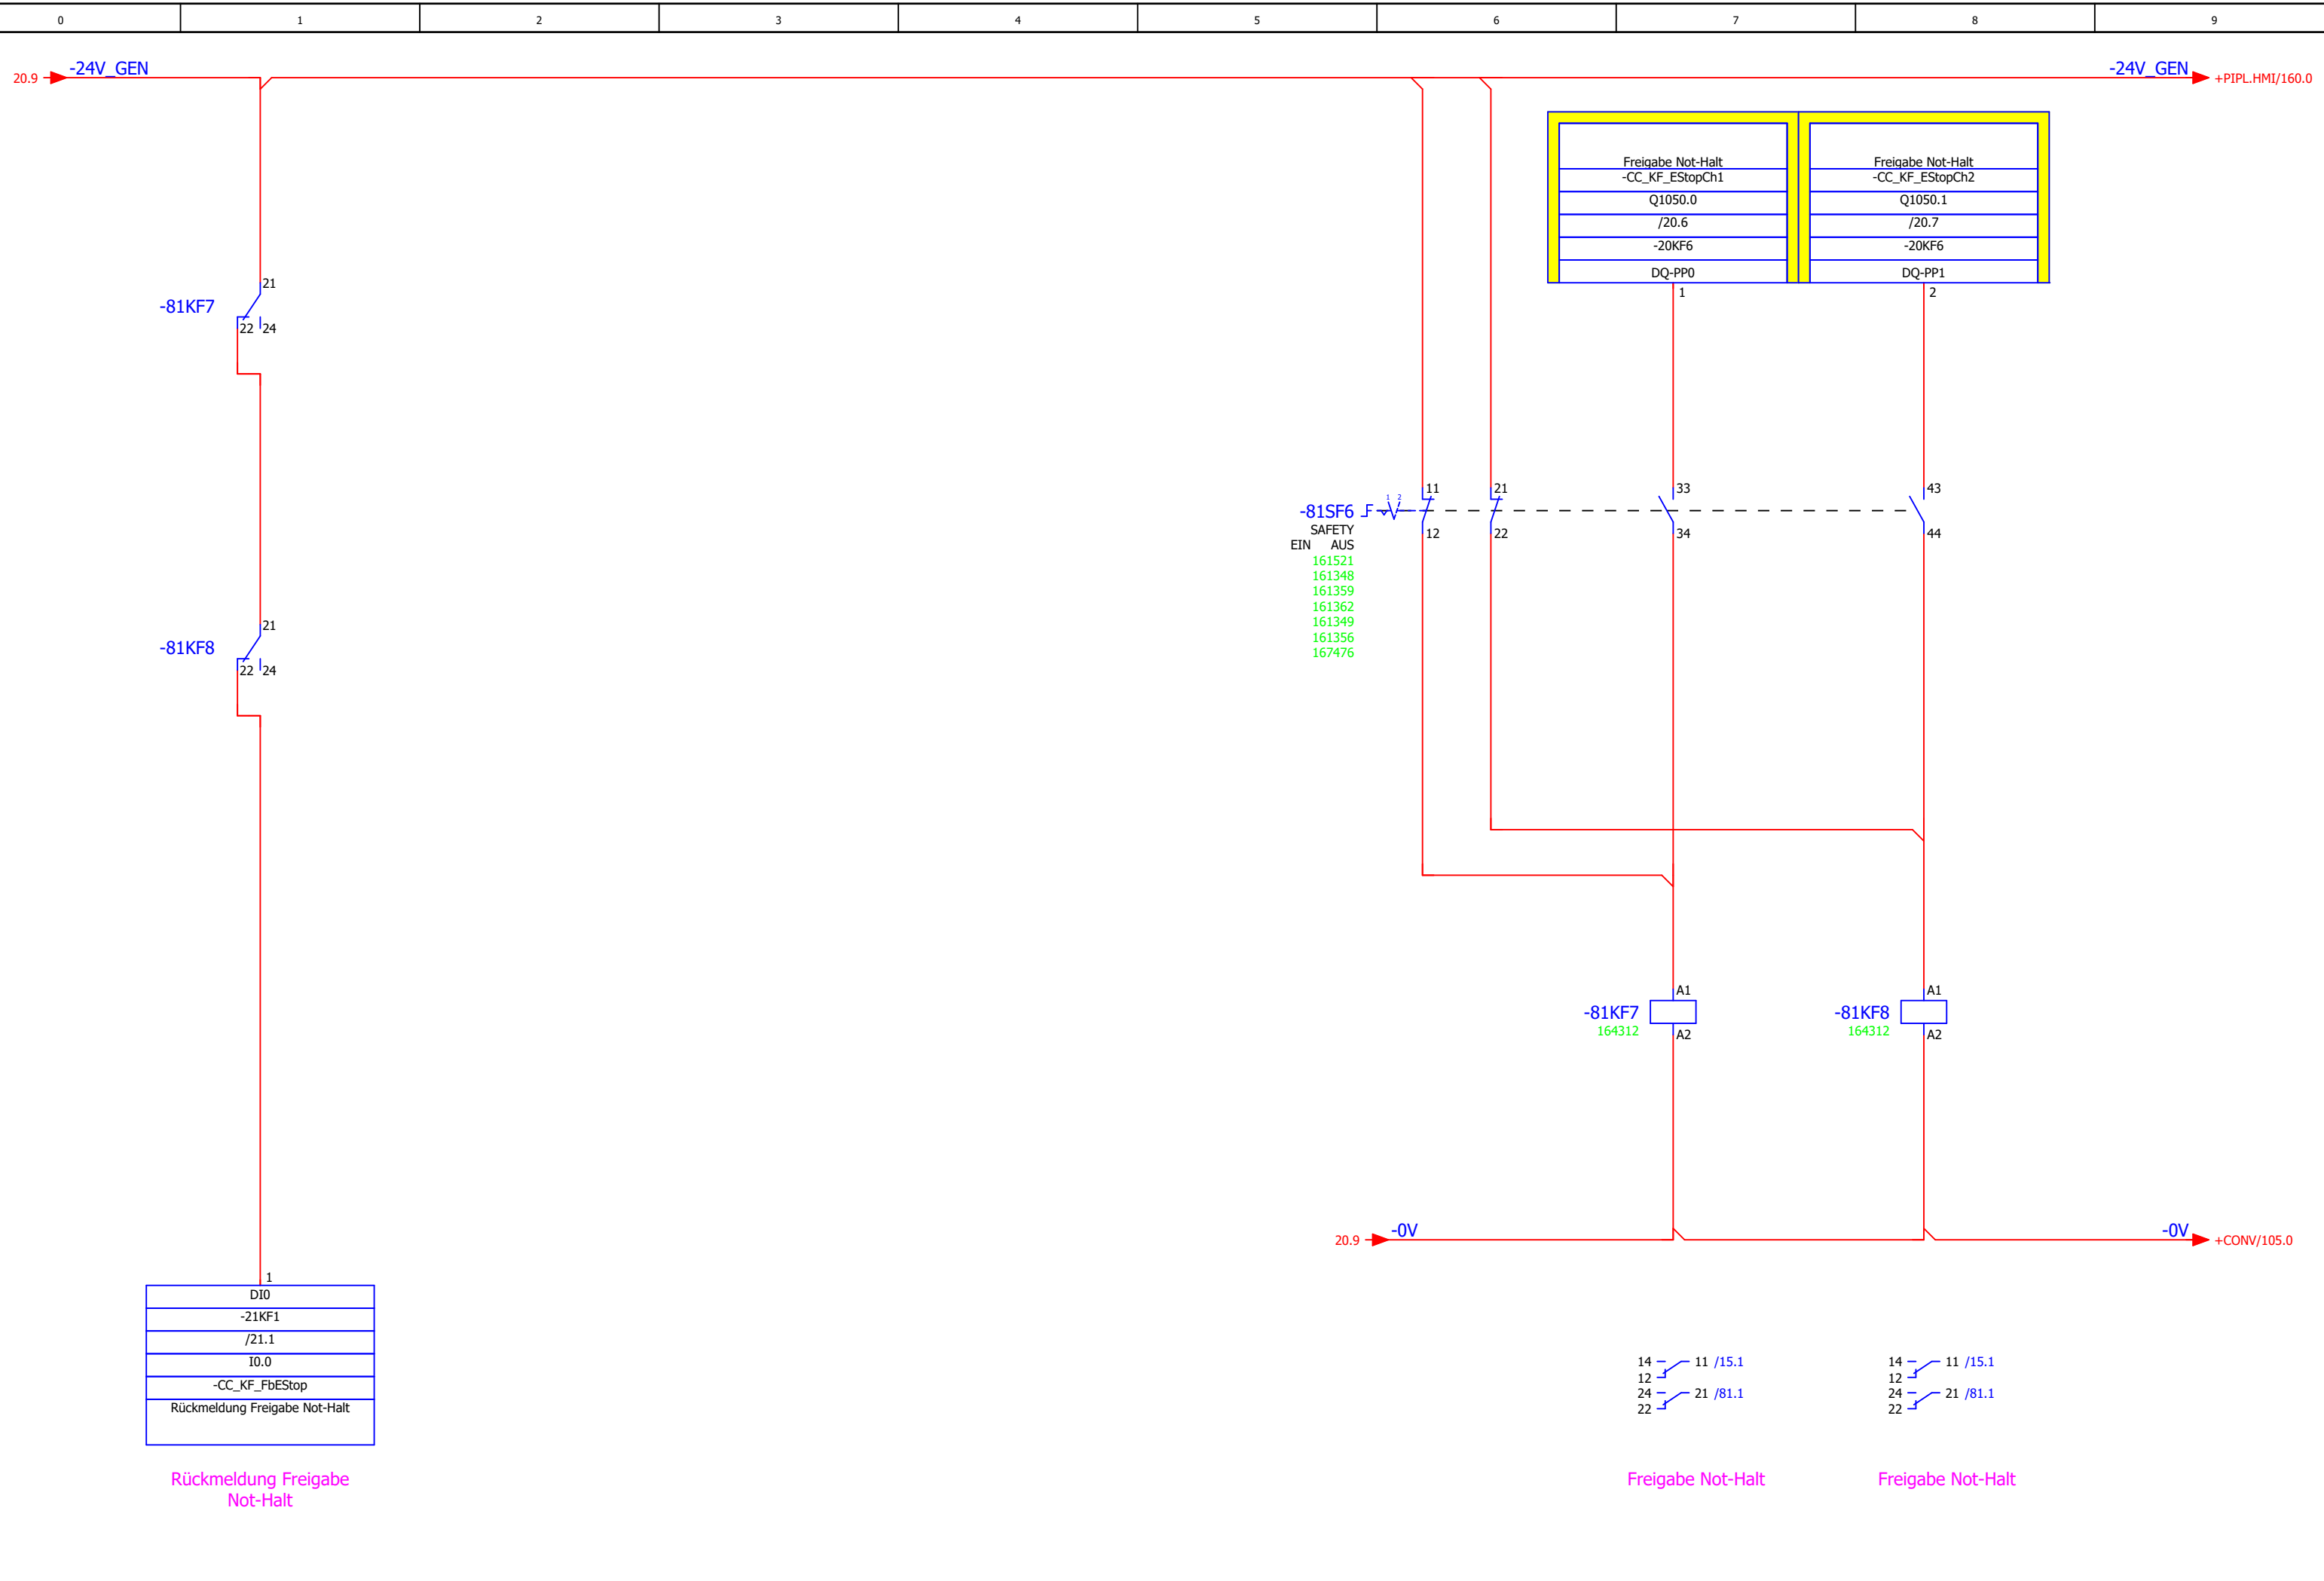 0 1 2 3 4 5 6 7 8 9
20.9 -24V_GEN -24V_GEN +PIPL.HMI/160.0
Freigabe Not-Halt Freigabe Not-Halt
-CC_KF_EStopCh1 -CC_KF_EStopCh2
Q1050.0 Q1050.1
/20.6 /20.7
-20KF6 -20KF6
DQ-PP0 DQ-PP1
1 2
21
-81KF7
22 24
-81SF6 1 2 11 21 33 43
12 22 34 44
SAFETY
EIN AUS
161521
161348
161359
161362
161349
161356
167476
21
-81KF8
22 24
A1 A1
-81KF7 -81KF8
164312 164312
A2 A2
20.9 -0V -0V +CONV/105.0
1
DI0
-21KF1
/21.1
I0.0
-CC_KF_FbEStop
Rückmeldung Freigabe Not-Halt
14 11 /15.1 14 11 /15.1
12 12
24 21 /81.1 24 21 /81.1
22 22
Rückmeldung Freigabe
Not-Halt
Freigabe Not-Halt Freigabe Not-Halt